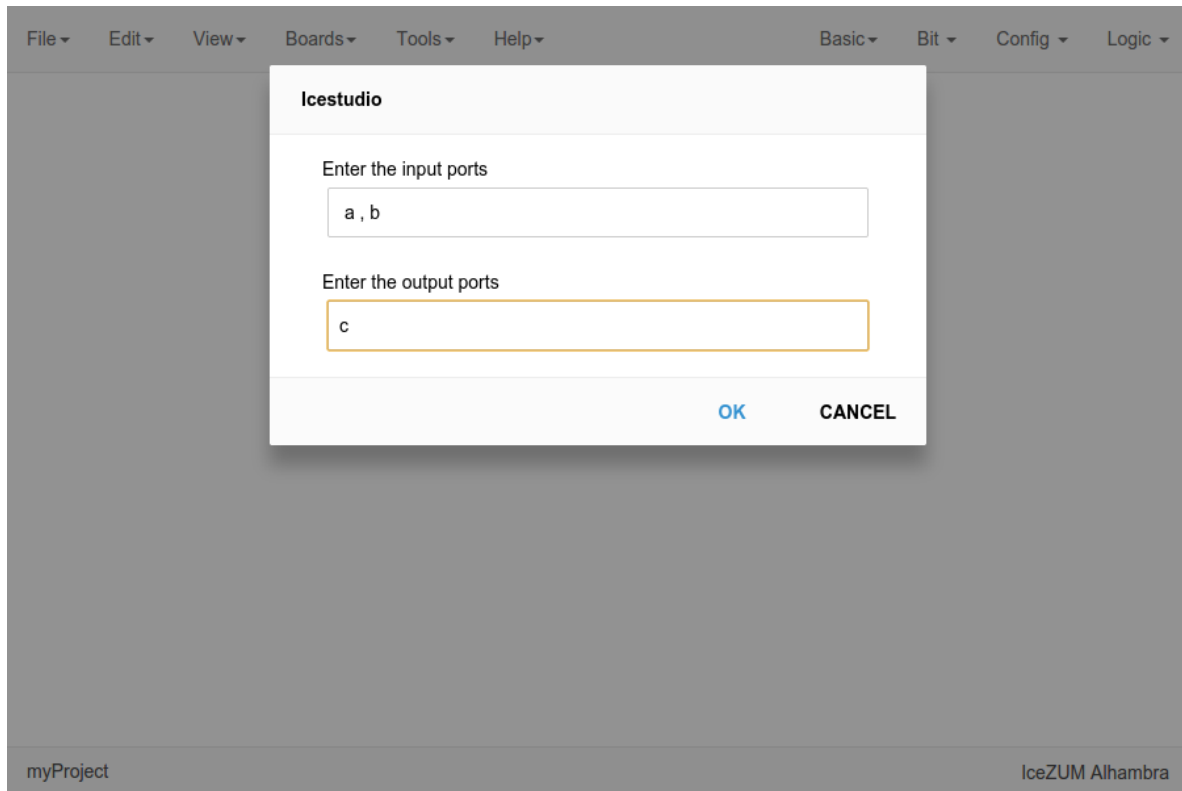 File Edit View Boards Tools Help Basic Bit Config Logic
Icestudio
Enter the input ports
a , b
Enter the output ports
c
OK CANCEL
myProject IceZUM Alhambra